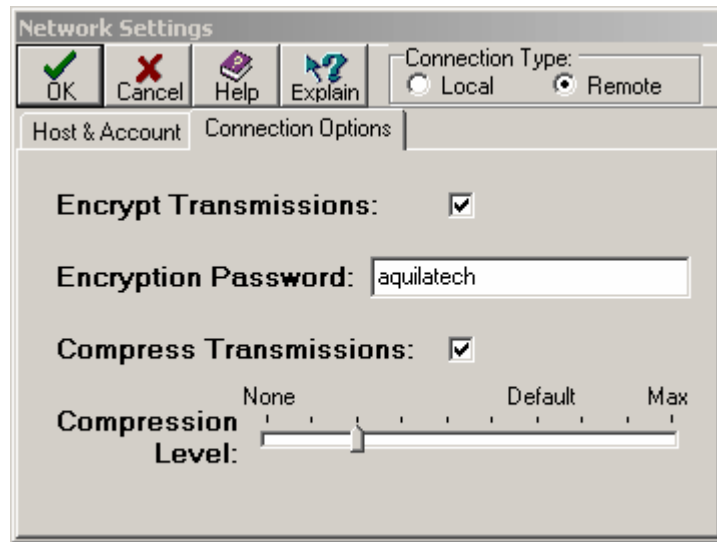 Network Settings
OK Cancel Help Explain
Connection Type:
Local Remote
Host & Account Connection Options
Encrypt Transmissions:
Encryption Password: aquilatech
Compress Transmissions:
None Default Max
Compression
Level: